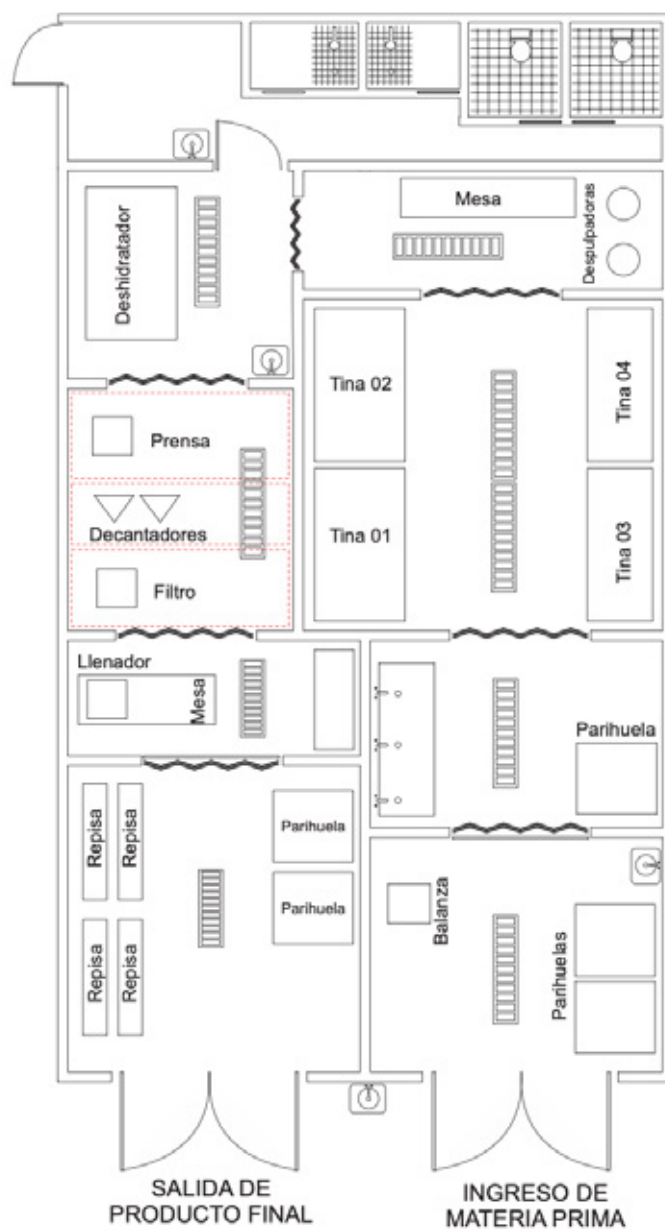 Mesa
Despulpadoras
Deshidratador
Tina 02
Tina 04
Prensa
Decantadores
Tina 01
Tina 03
Filtro
Llenador
Mesa
Parihuela
Repisa
Repisa
Parihuela
Balanza
Parihuela
Repisa
Repisa
Parihuelas
SALIDA DE
PRODUCTO FINAL
INGRESO DE
MATERIA PRIMA